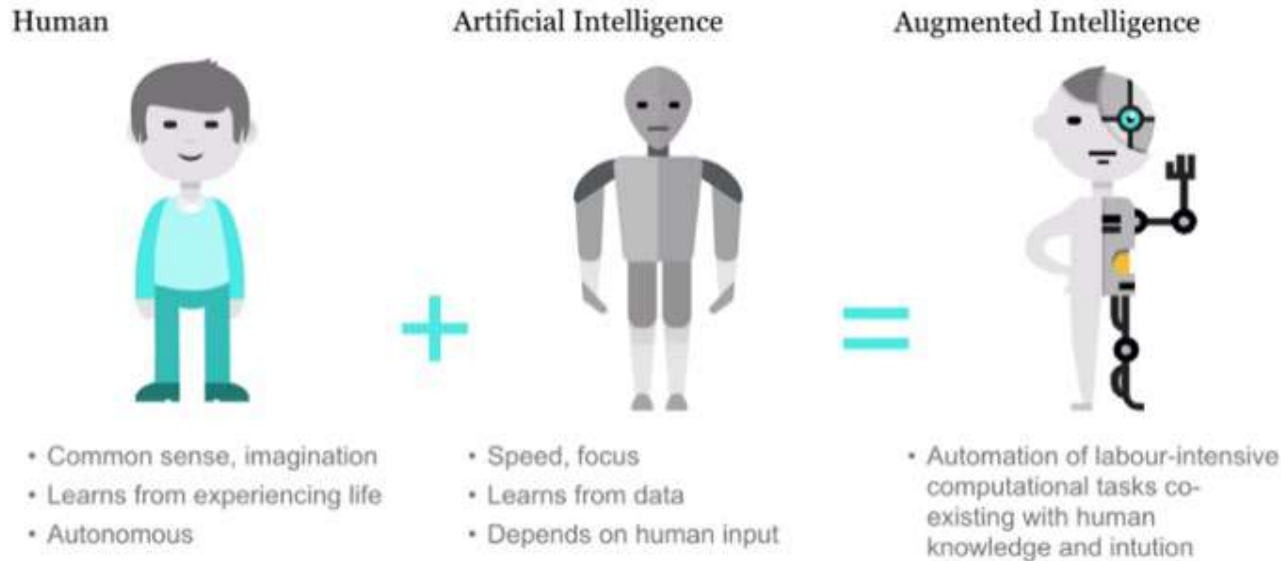 Human
Artificial Intelligence
Augmented Intelligence
+
=
• Common sense, imagination
• Learns from experiencing life
• Autonomous
• Speed, focus
• Learns from data
• Depends on human input
• Automation of labour-intensive
computational tasks co-
existing with human
knowledge and intution